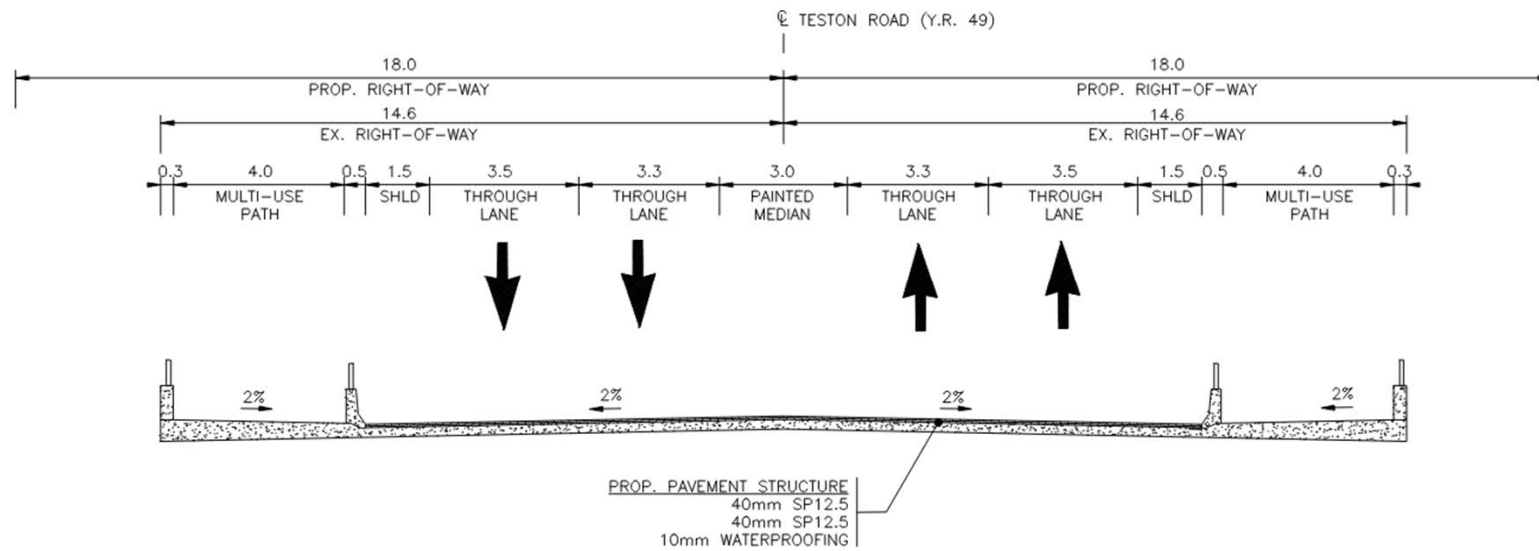 ℄ TESTON ROAD (Y.R. 49)
18.0 18.0
PROP. RIGHT-OF-WAY PROP. RIGHT-OF-WAY
14.6 14.6
EX. RIGHT-OF-WAY EX. RIGHT-OF-WAY
0.3 4.0 0.5 1.5 3.5 3.3 3.0 3.3 3.5 1.5 0.5 4.0 0.3
MULTI-USE SHLD THROUGH THROUGH PAINTED THROUGH THROUGH SHLD MULTI-USE
PATH LANE LANE MEDIAN LANE LANE PATH
2% 2% 2% 2%
PROP. PAVEMENT STRUCTURE
40mm SP12.5
40mm SP12.5
10mm WATERPROOFING